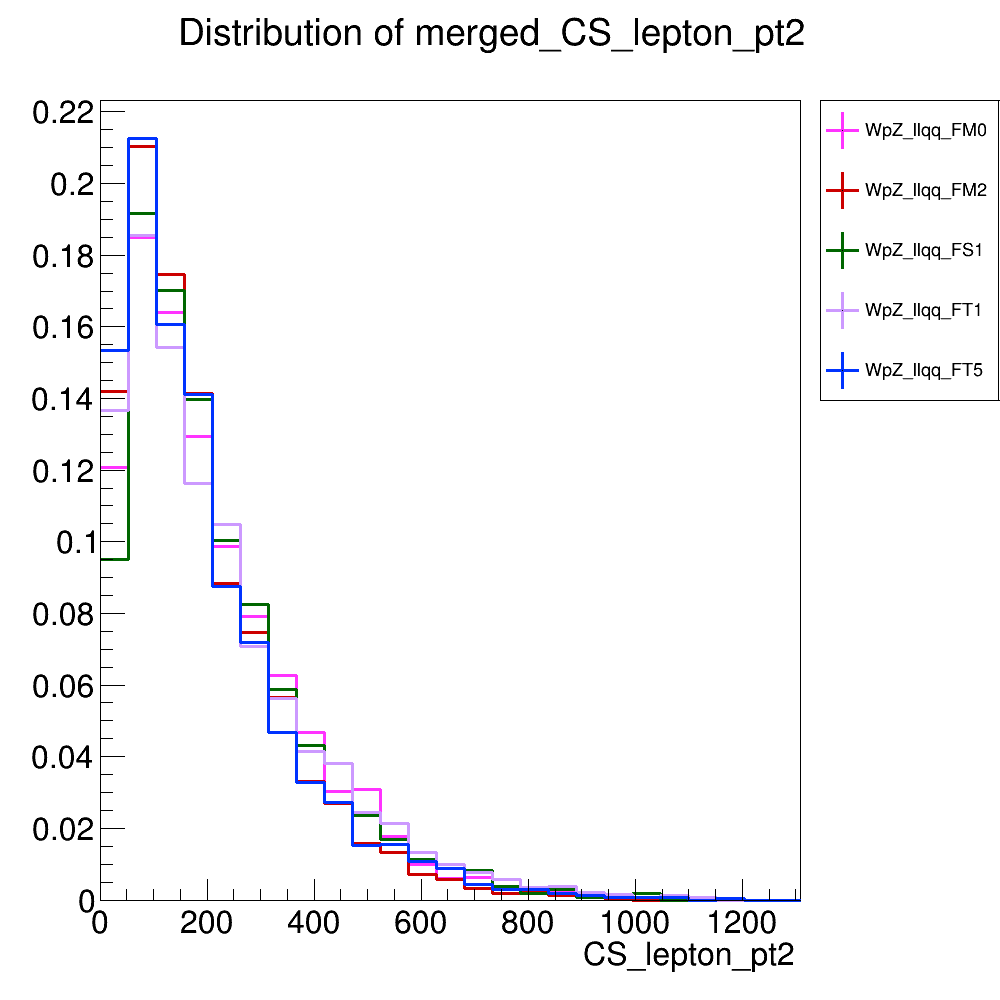 Distribution of merged_CS_lepton_pt2
0.22
0.2
0.18
0.16
0.14
0.12
0.1
0.08
0.06
0.04
0.02
0
0 200 400 600 800 1000 1200
CS_lepton_pt2
WpZ_llqq_FM0
WpZ_llqq_FM2
WpZ_llqq_FS1
WpZ_llqq_FT1
WpZ_llqq_FT5